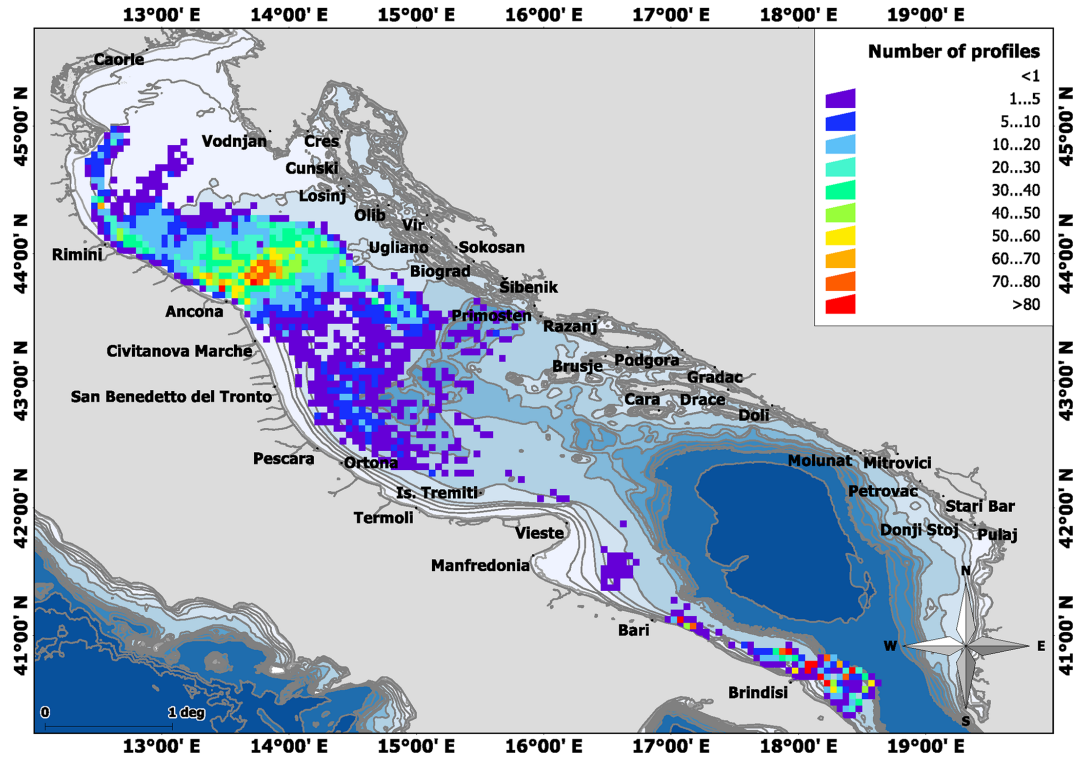 13°00' E 14°00' E 15°00' E 16°00' E 17°00' E 18°00' E 19°00' E
Number of profiles
<1
1...5
5...10
10...20
20...30
30...40
40...50
50...60
60...70
70...80
>80
45°00' N
44°00' N
43°00' N
42°00' N
41°00' N
45°00' N
44°00' N
43°00' N
42°00' N
41°00' N
Caorle
Vodnjan
Cres
Cunski
Losinj
Olib
Vir
Ugliano
Sokosan
Rimini
Biograd
Šibenik
Ancona
Primosten
Razanj
Civitanova Marche
Brusje
Podgora
Gradac
San Benedetto del Tronto
Cara
Drace
Doli
Pescara
Ortona
Molunat
Mitrovici
Is. Tremiti
Petrovac
Termoli
Stari Bar
Vieste
Donji Stoj
Pulaj
Manfredonia
N
Bari
W
E
Brindisi
S
0
1 deg
13°00' E 14°00' E 15°00' E 16°00' E 17°00' E 18°00' E 19°00' E